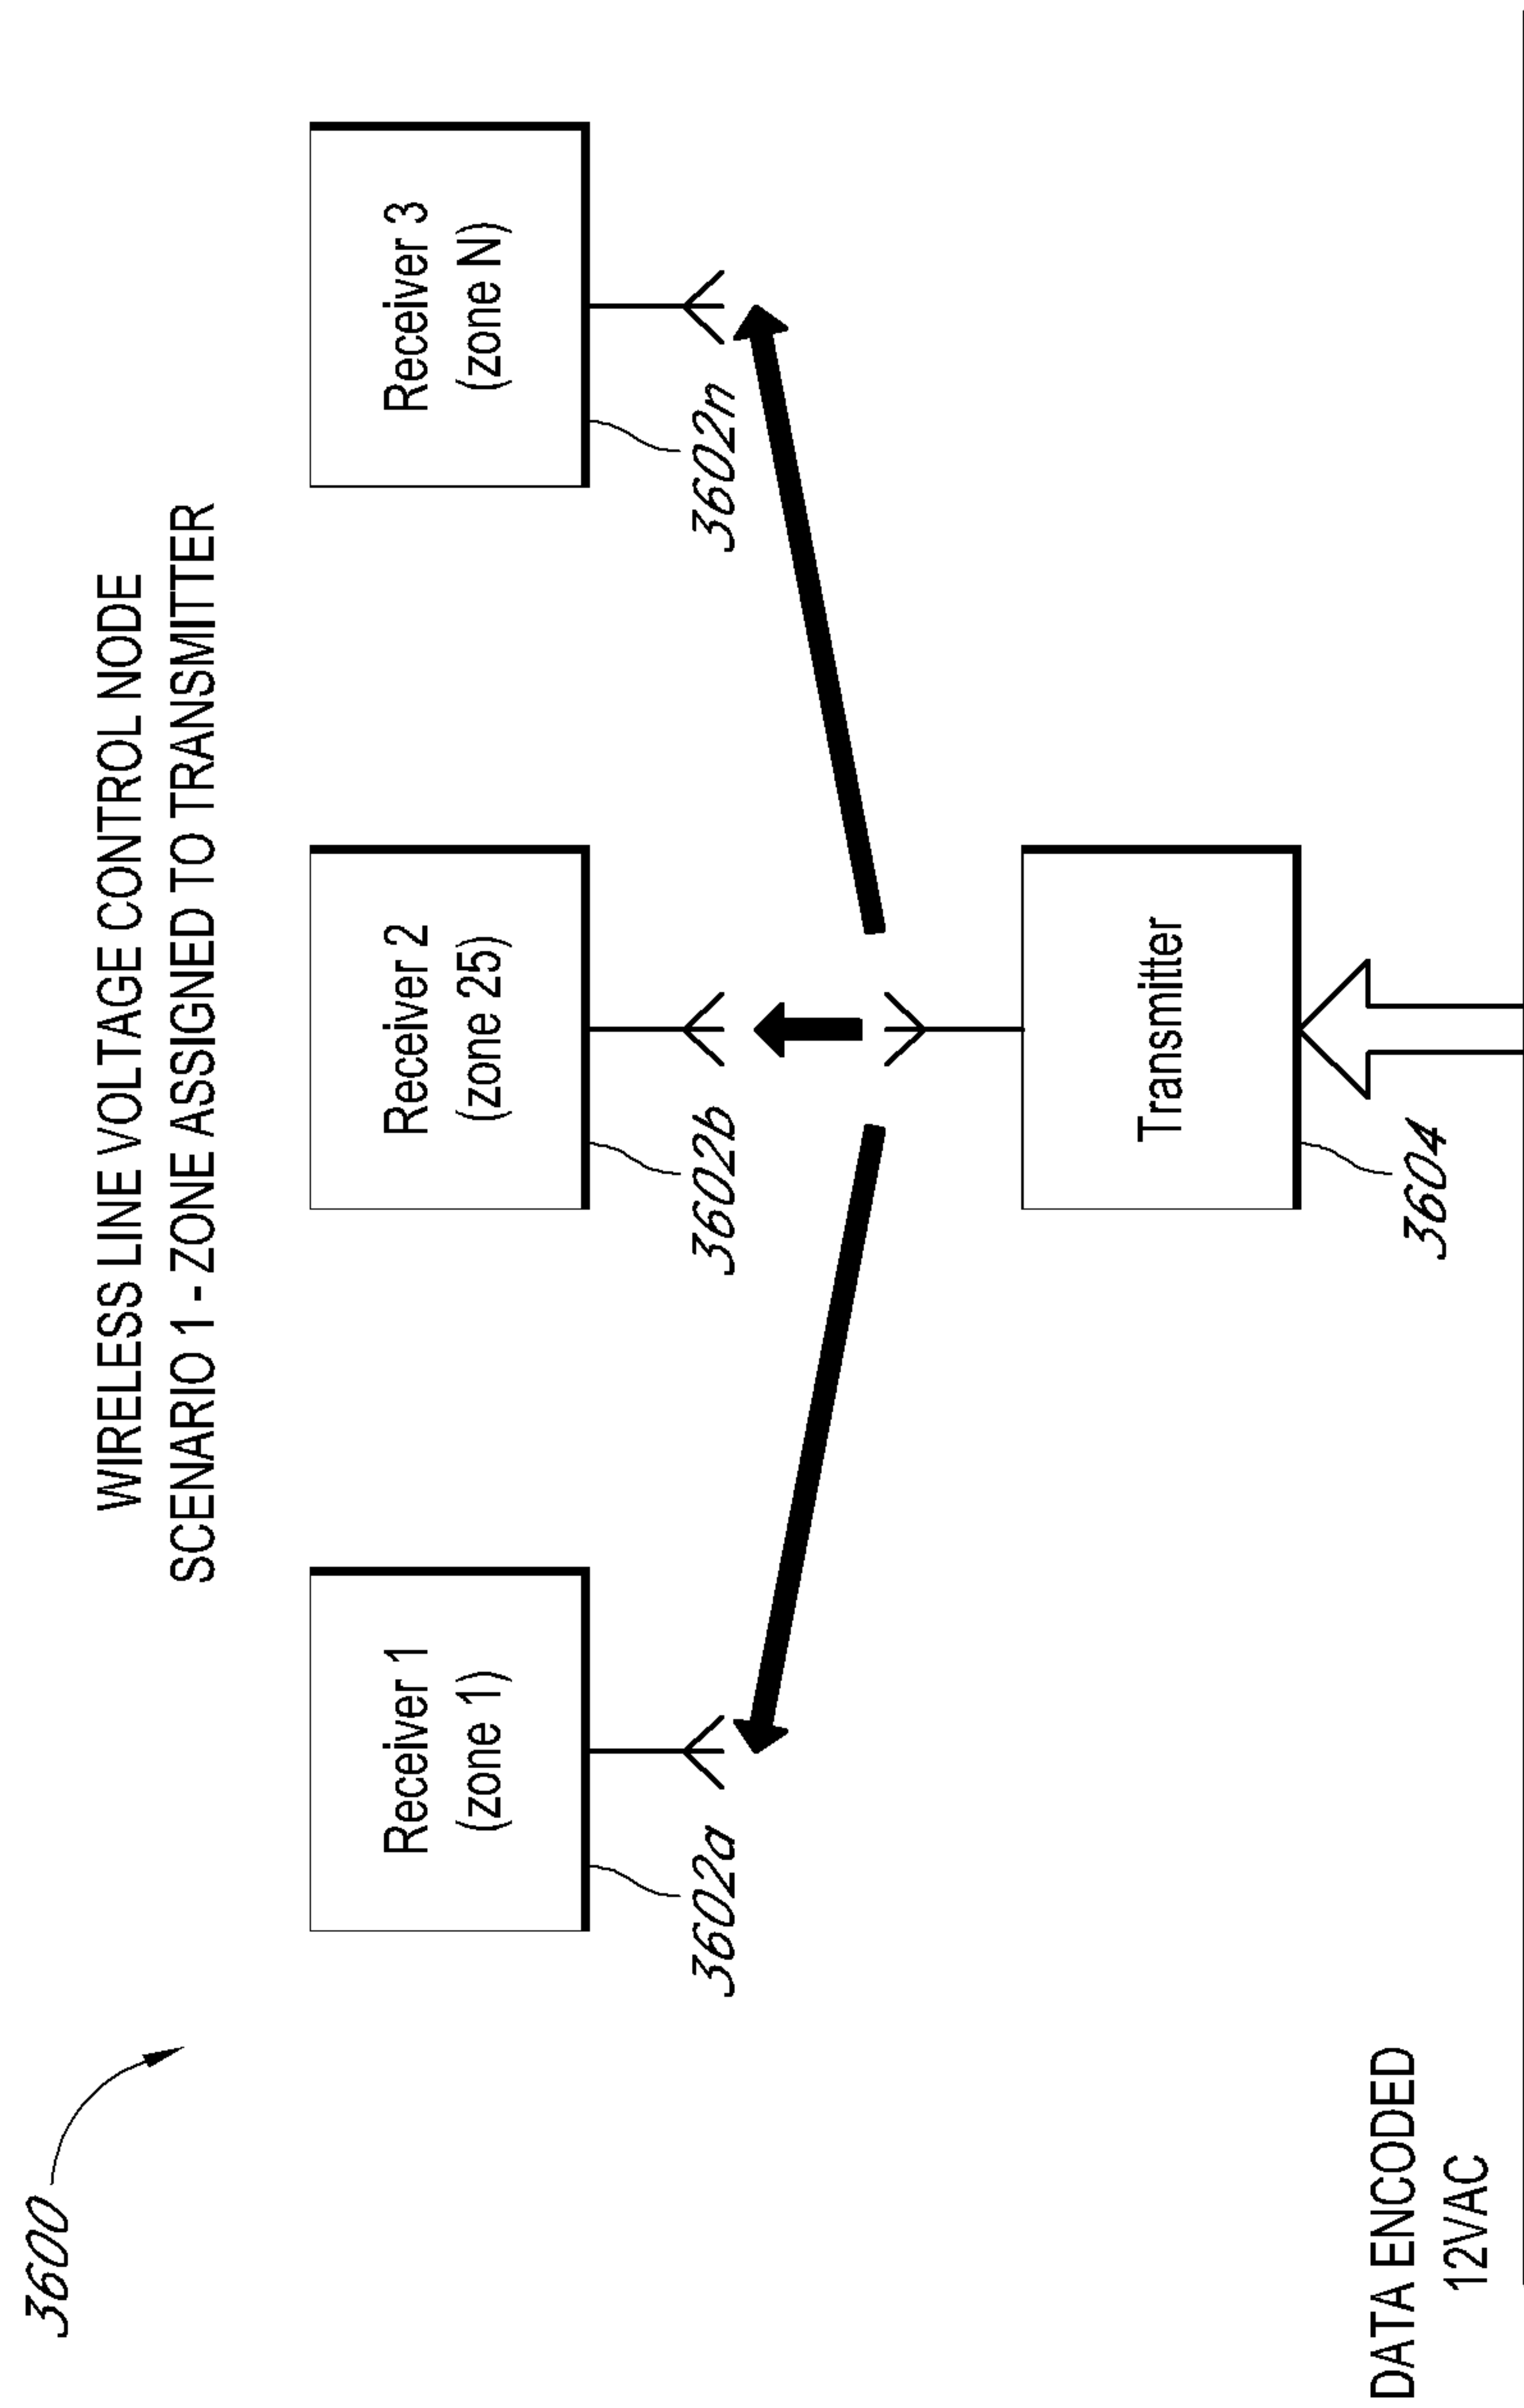 3600
WIRELESS LINE VOLTAGE CONTROL NODE
SCENARIO 1 - ZONE ASSIGNED TO TRANSMITTER
Receiver 1
(zone 1)
3602a
Receiver 2
(zone 25)
3602b
Receiver 3
(zone N)
3602n
Transmitter
3604
DATA ENCODED
12VAC